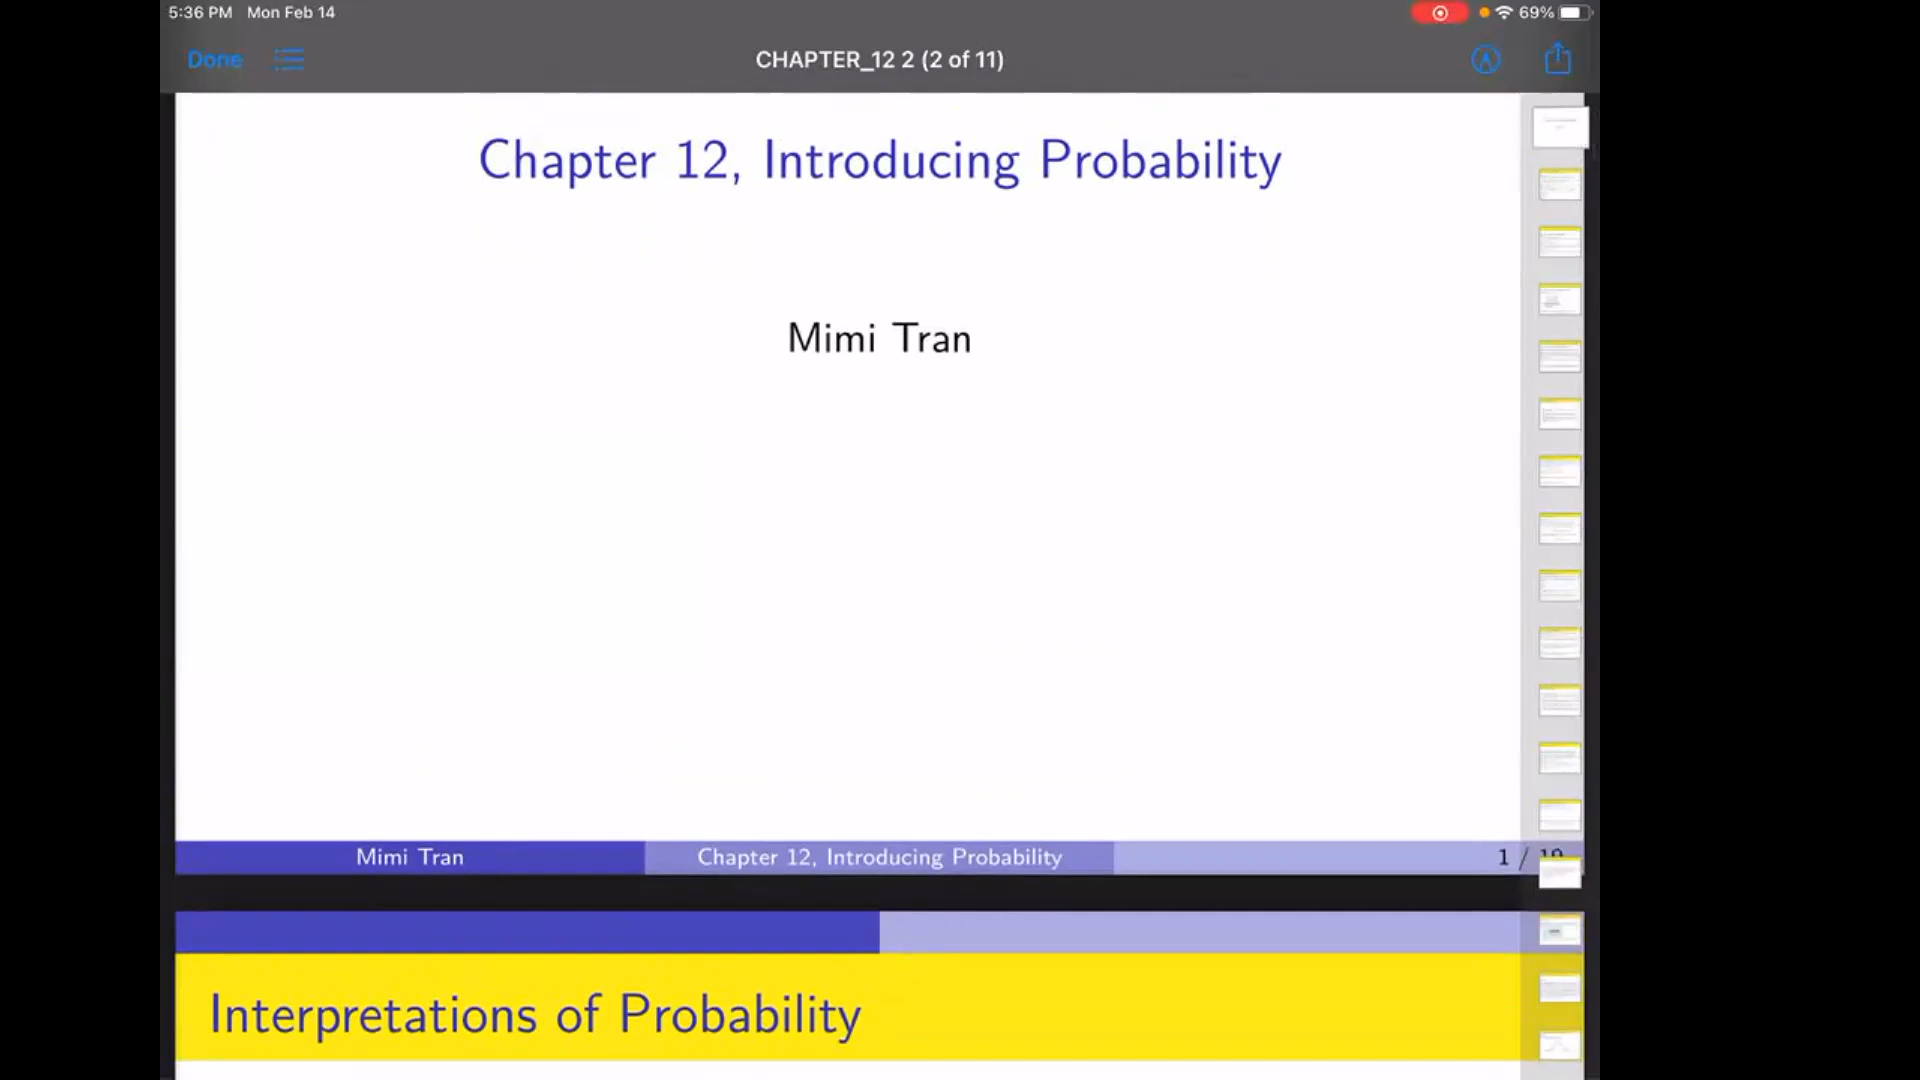 5:36 PM Mon Feb 14
69%
Done
CHAPTER_12 2 (2 of 11)
Chapter 12, Introducing Probability
Mimi Tran
Mimi Tran
Chapter 12, Introducing Probability
1 / 19
Interpretations of Probability